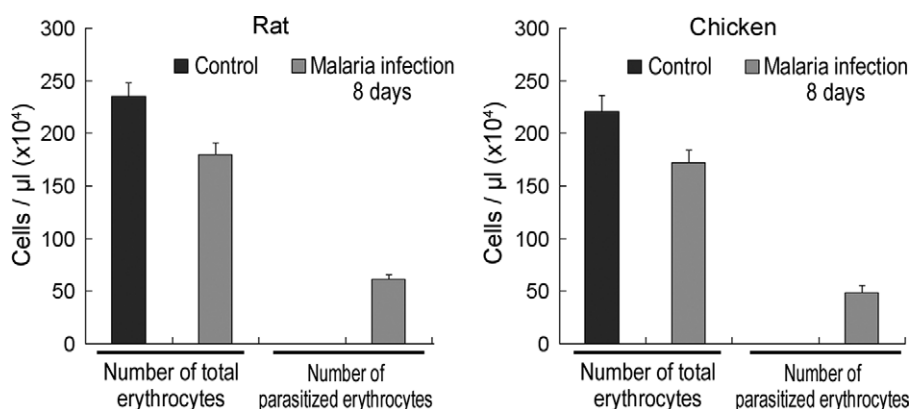 Rat
Cells / µl (x10⁴)
300
250
200
150
100
50
0
Control
Malaria infection
8 days
Number of total
erythrocytes
Number of
parasitized erythrocytes
Chicken
Cells / µl (x10⁴)
300
250
200
150
100
50
0
Control
Malaria infection
8 days
Number of total
erythrocytes
Number of
parasitized erythrocytes